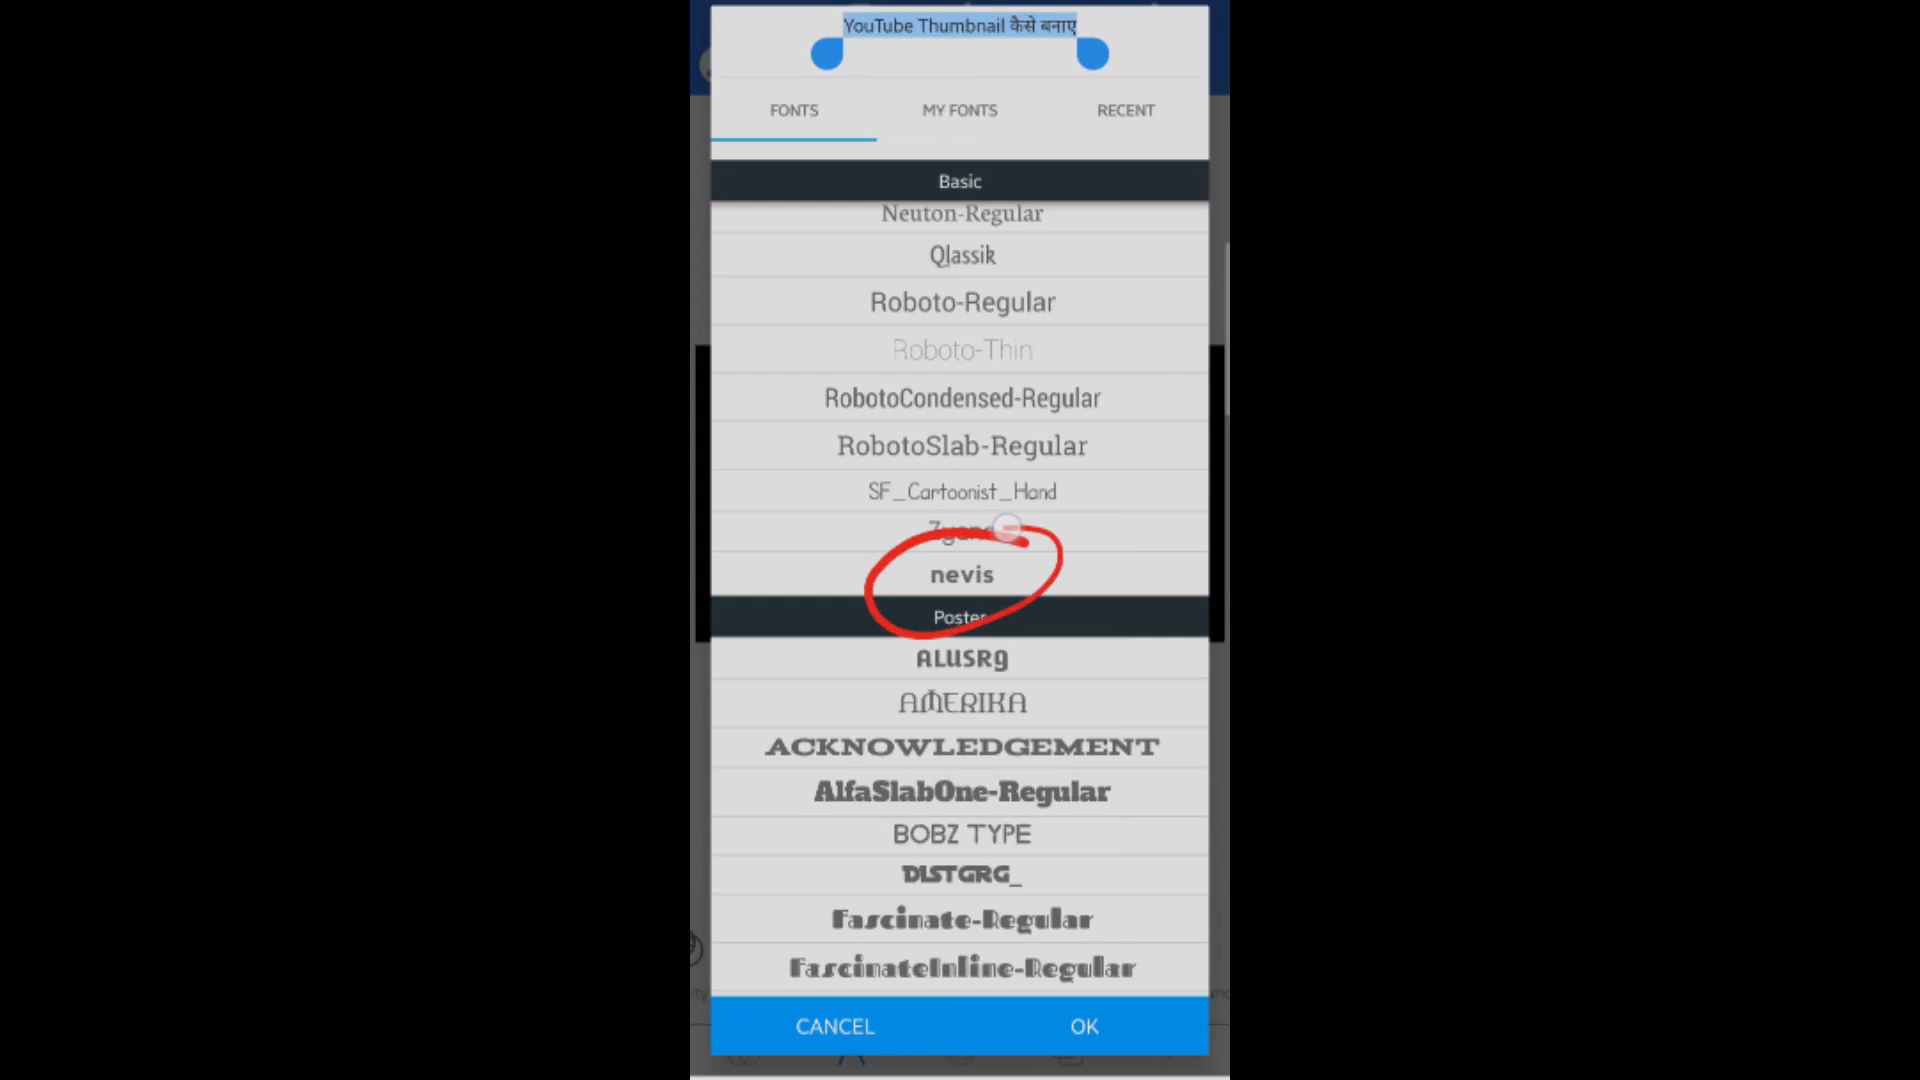 YouTube Thumbnail कैसे बनाए
FONTS
MY FONTS
RECENT
Basic
Neuton-Regular
Qlassik
Roboto-Regular
Roboto-Thin
RobotoCondensed-Regular
RobotoSlab-Regular
SF_Cartoonist_Hand
nevis
Poster
ALUSRg
AMERIKA
ACKNOWLEDGEMENT
AlfaSlabOne-Regular
BOBZ TYPE
DLSTGRG_
Fascinate-Regular
FascinateInline-Regular
CANCEL
OK